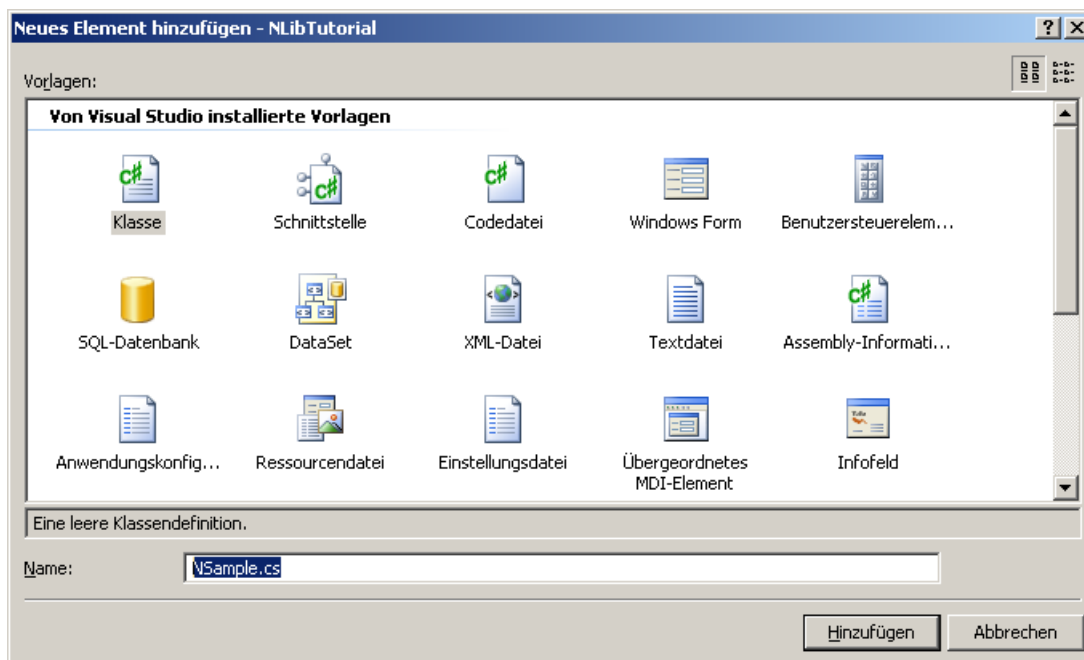 Neues Element hinzufügen - NLibTutorial
Vorlagen:
Von Visual Studio installierte Vorlagen
Klasse
Schnittstelle
Codedatei
Windows Form
Benutzersteuerelem...
SQL-Datenbank
DataSet
XML-Datei
Textdatei
Assembly-Informati...
Anwendungskonfig...
Ressourcendatei
Einstellungsdatei
Übergeordnetes
MDI-Element
Infofeld
Eine leere Klassendefinition.
Name:
NSample.cs
Hinzufügen
Abbrechen